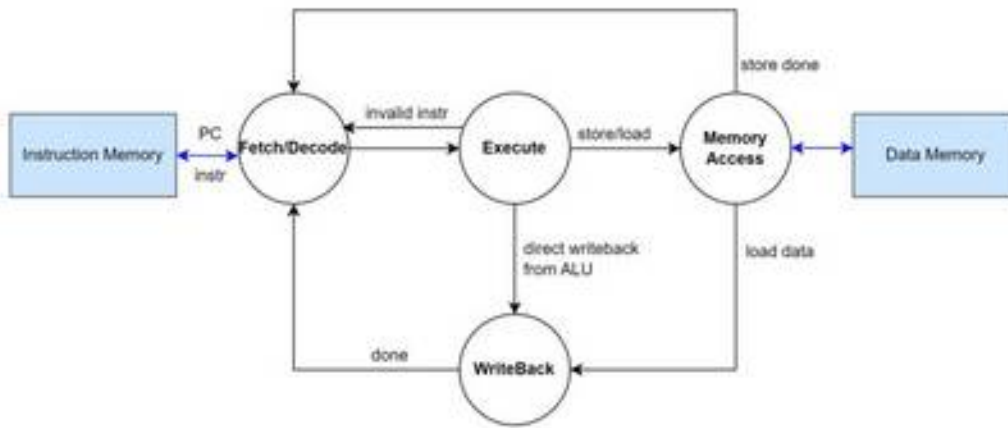 store done
invalid instr
PC
Instruction Memory
Fetch/Decode
Execute
store/load
Memory
Access
Data Memory
instr
direct writeback
from ALU
load data
done
WriteBack